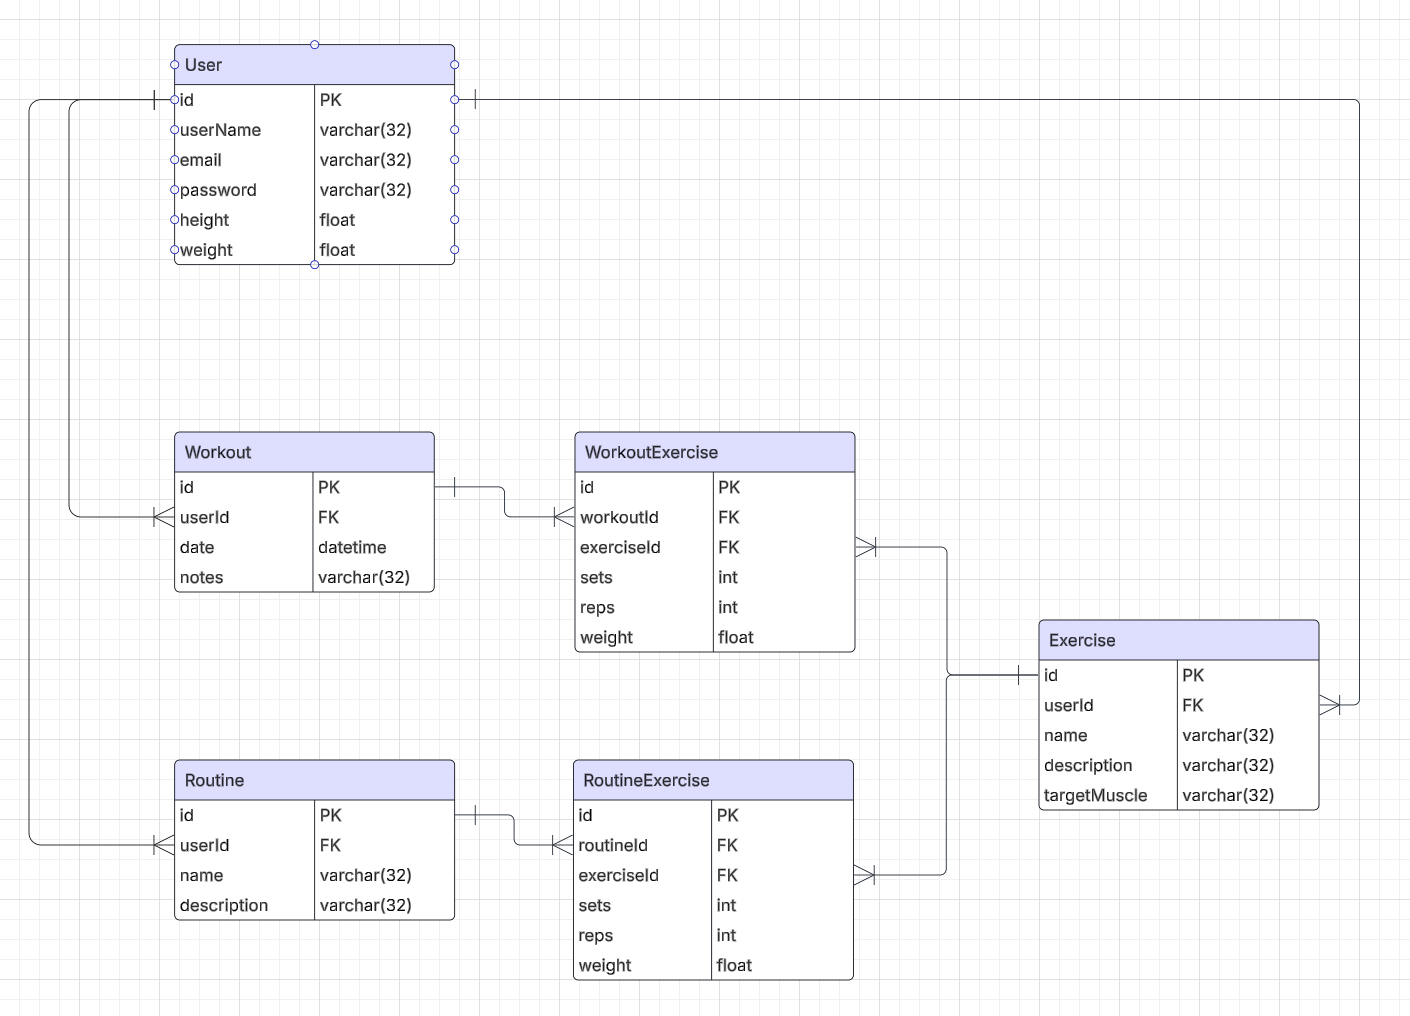 User
id PK
userName varchar(32)
email varchar(32)
password varchar(32)
height float
weight float
Workout
id PK
userId FK
date datetime
notes varchar(32)
WorkoutExercise
id PK
workoutId FK
exerciseId FK
sets int
reps int
weight float
Exercise
id PK
userId FK
name varchar(32)
description varchar(32)
targetMuscle varchar(32)
Routine
id PK
userId FK
name varchar(32)
description varchar(32)
RoutineExercise
id PK
routineId FK
exerciseId FK
sets int
reps int
weight float